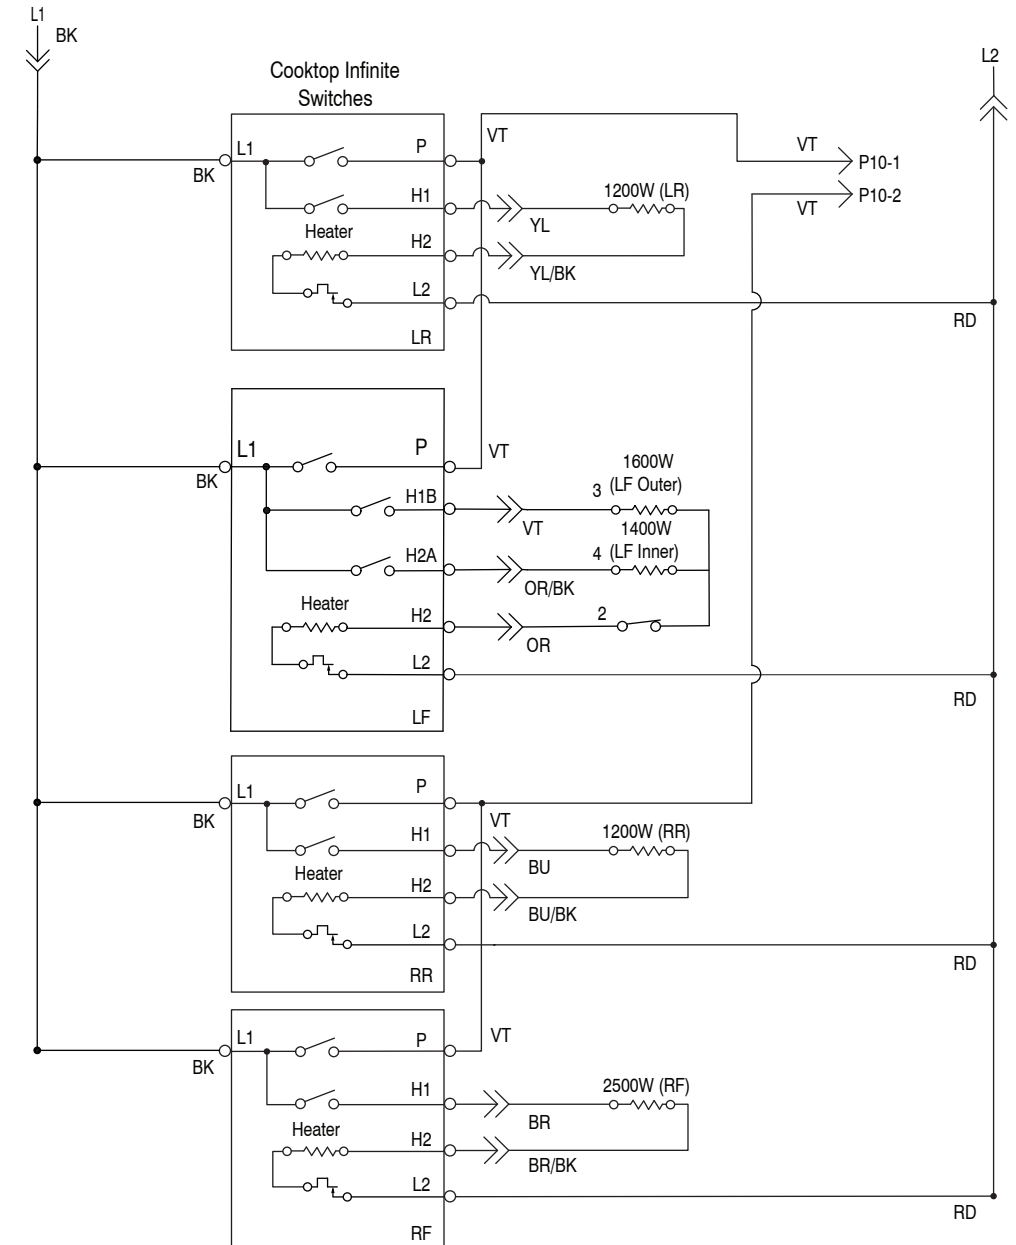 L1
BK
L2
Cooktop Infinite
Switches
L1
P
VT
VT
P10-1
BK
H1
1200W (LR)
P10-2
YL
VT
Heater
H2
YL/BK
L2
RD
LR
L1
P
VT
BK
1600W
3 (LF Outer)
H1B
VT
1400W
4 (LF Inner)
H2A
OR/BK
Heater
H2
2
OR
L2
RD
LF
L1
P
BK
VT
H1
1200W (RR)
BU
Heater
H2
BU/BK
L2
RD
RR
L1
P
VT
BK
H1
2500W (RF)
BR
Heater
H2
BR/BK
L2
RD
RF